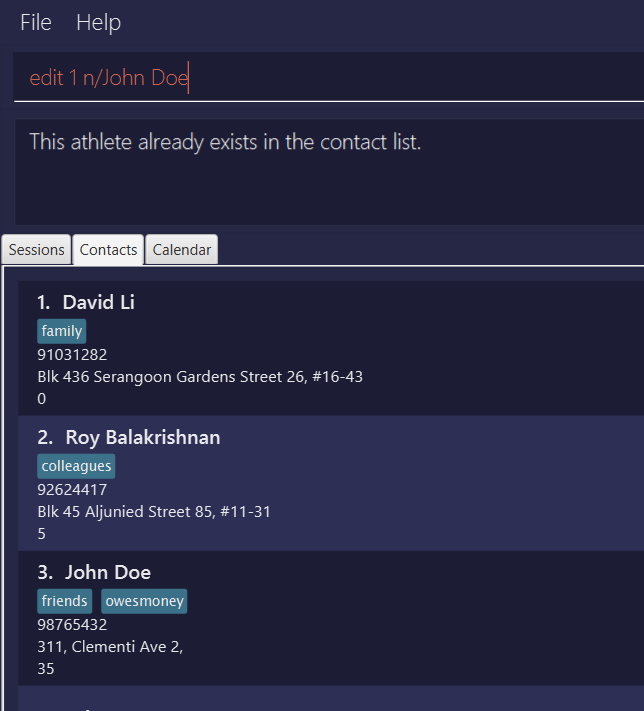 File Help
edit 1 n/John Doe
This athlete already exists in the contact list.
Sessions Contacts Calendar
1. David Li
family
91031282
Blk 436 Serangoon Gardens Street 26, #16-43
0
2. Roy Balakrishnan
colleagues
92624417
Blk 45 Aljunied Street 85, #11-31
5
3. John Doe
friends owesmoney
98765432
311, Clementi Ave 2,
35